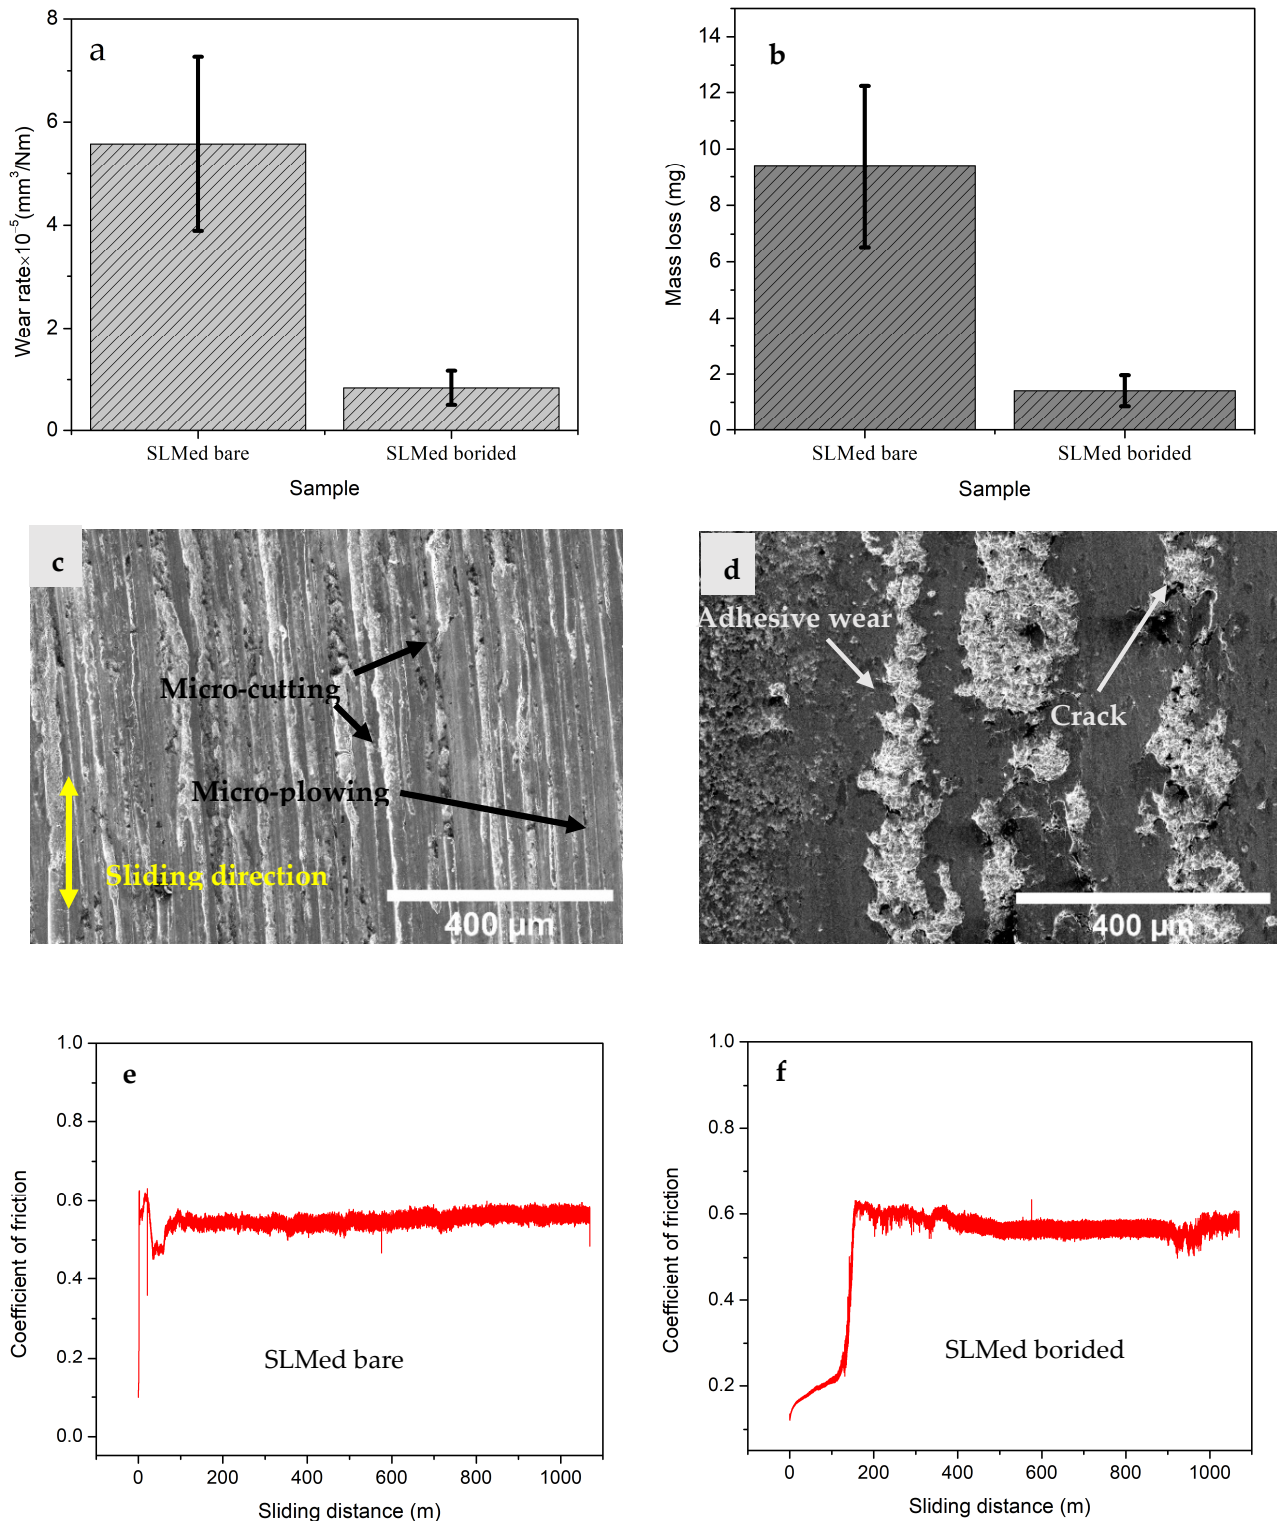 a
8
6
4
2
0
Wear rate×10⁻⁵(mm³/Nm)
SLMed bare
SLMed borided
Sample
b
14
12
10
8
6
4
2
0
Mass loss (mg)
SLMed bare
SLMed borided
Sample
c
Micro-cutting
Micro-plowing
Sliding direction
400 µm
d
Adhesive wear
Crack
400 µm
e
1.0
0.8
0.6
0.4
0.2
0.0
Coefficient of friction
SLMed bare
0 200 400 600 800 1000
Sliding distance (m)
f
1.0
0.8
0.6
0.4
0.2
Coefficient of friction
SLMed borided
0 200 400 600 800 1000
Sliding distance (m)